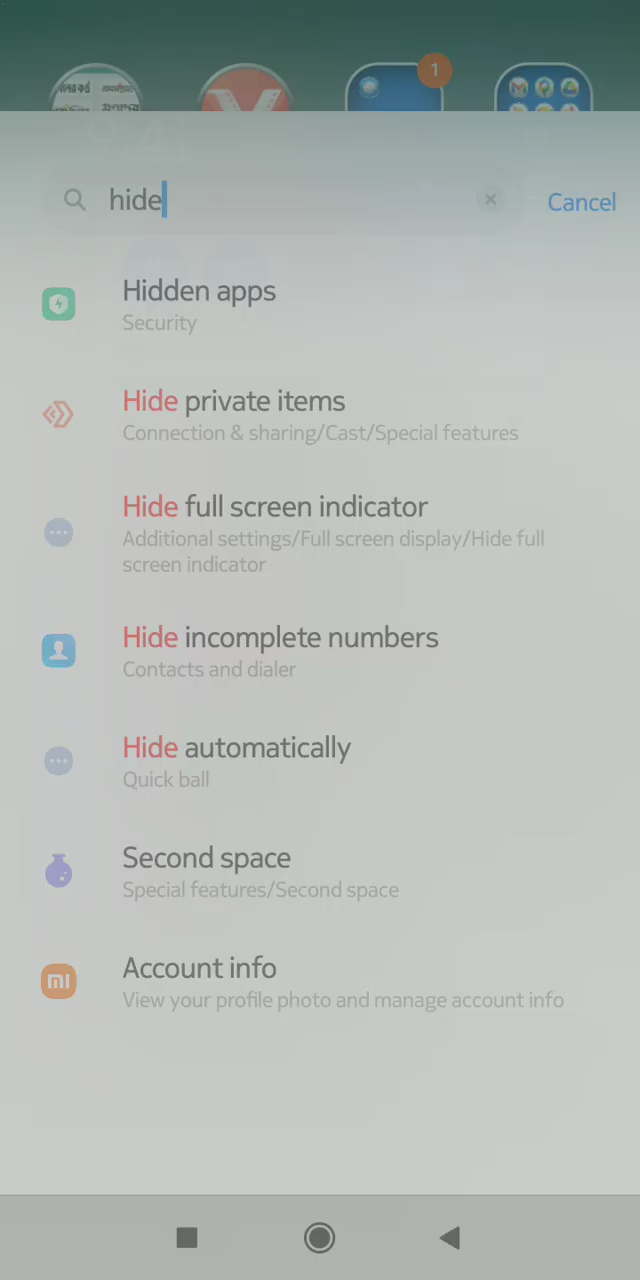 1
hide
Cancel
Hidden apps
Security
Hide private items
Connection & sharing/Cast/Special features
Hide full screen indicator
Additional settings/Full screen display/Hide full
screen indicator
Hide incomplete numbers
Contacts and dialer
Hide automatically
Quick ball
Second space
Special features/Second space
Account info
View your profile photo and manage account info